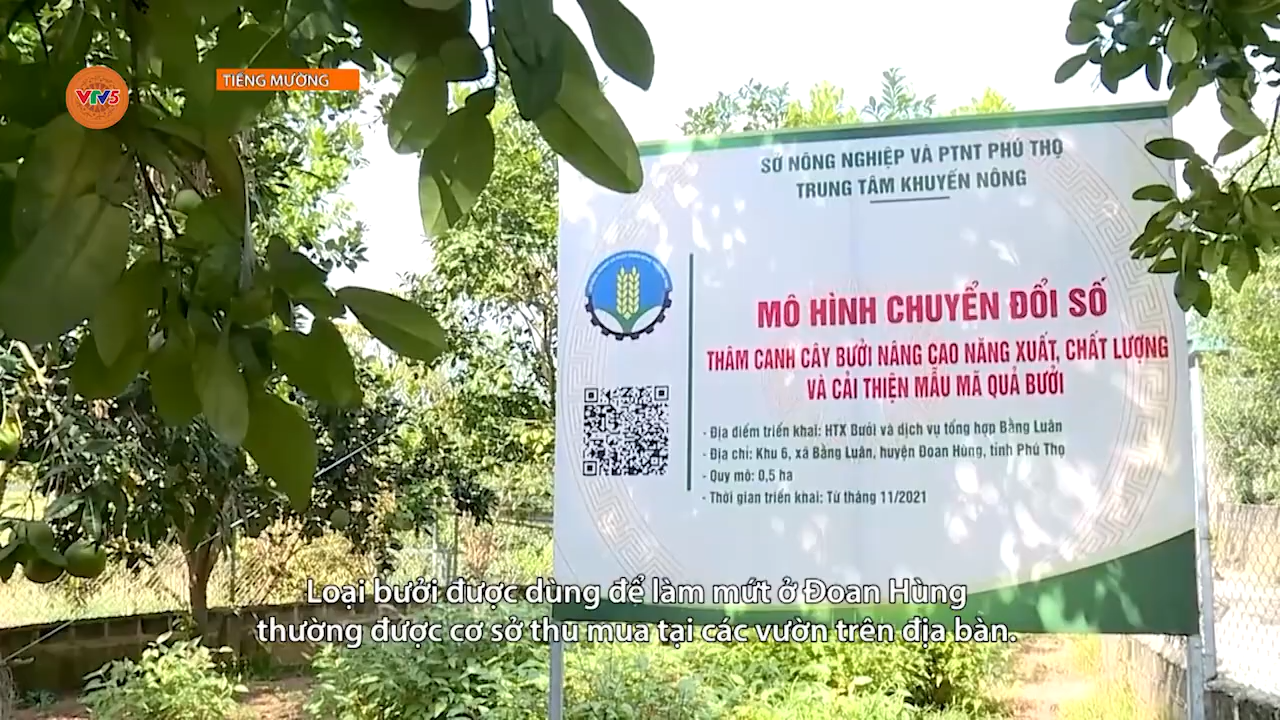 VTV5
TIẾNG MƯỜNG
SỞ NÔNG NGHIỆP VÀ PTNT PHÚ THỌ
TRUNG TÂM KHUYẾN NÔNG
MÔ HÌNH CHUYỂN ĐỔI SỐ
THÂM CANH CÂY BƯỞI NÂNG CAO NĂNG XUẤT, CHẤT LƯỢNG
VÀ CẢI THIỆN MẪU MÃ QUẢ BƯỞI
- Địa điểm triển khai: HTX Bưởi và dịch vụ tổng hợp Bằng Luân
- Địa chỉ: Khu 6, xã Bằng Luân, huyện Đoan Hùng, tỉnh Phú Thọ
- Quy mô: 0,5 ha
- Thời gian triển khai: Từ tháng 11/2021
Loại bưởi được dùng để làm mứt ở Đoan Hùng
thường được cơ sở thu mua tại các vườn trên địa bàn.